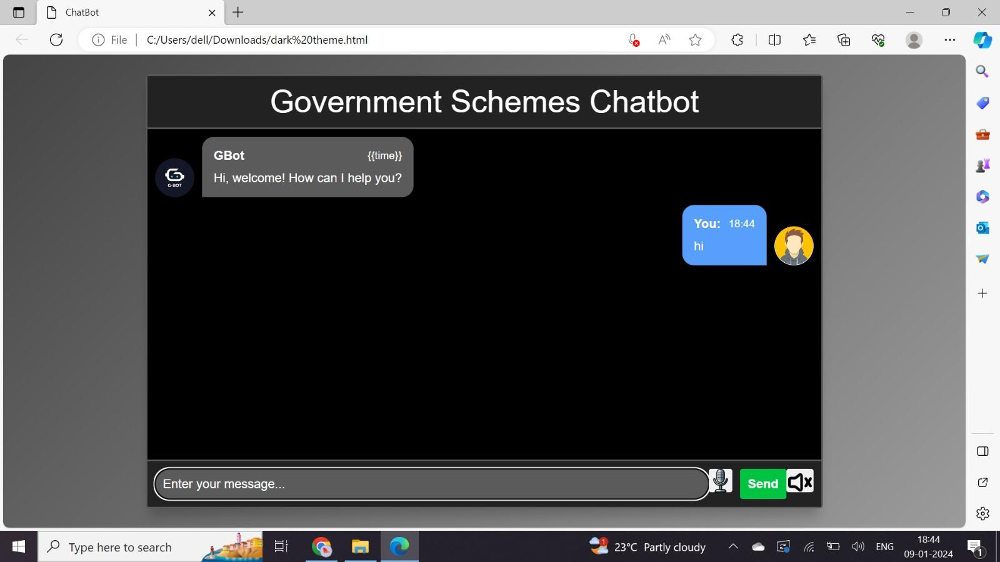 ChatBot
File
C:/Users/dell/Downloads/dark%20theme.html
Government Schemes Chatbot
GBot {{time}}
Hi, welcome! How can I help you?
G-BOT
You: 18:44
hi
Enter your message...
Send
Type here to search
1
23°C Partly cloudy
ENG
18:44
09-01-2024
1